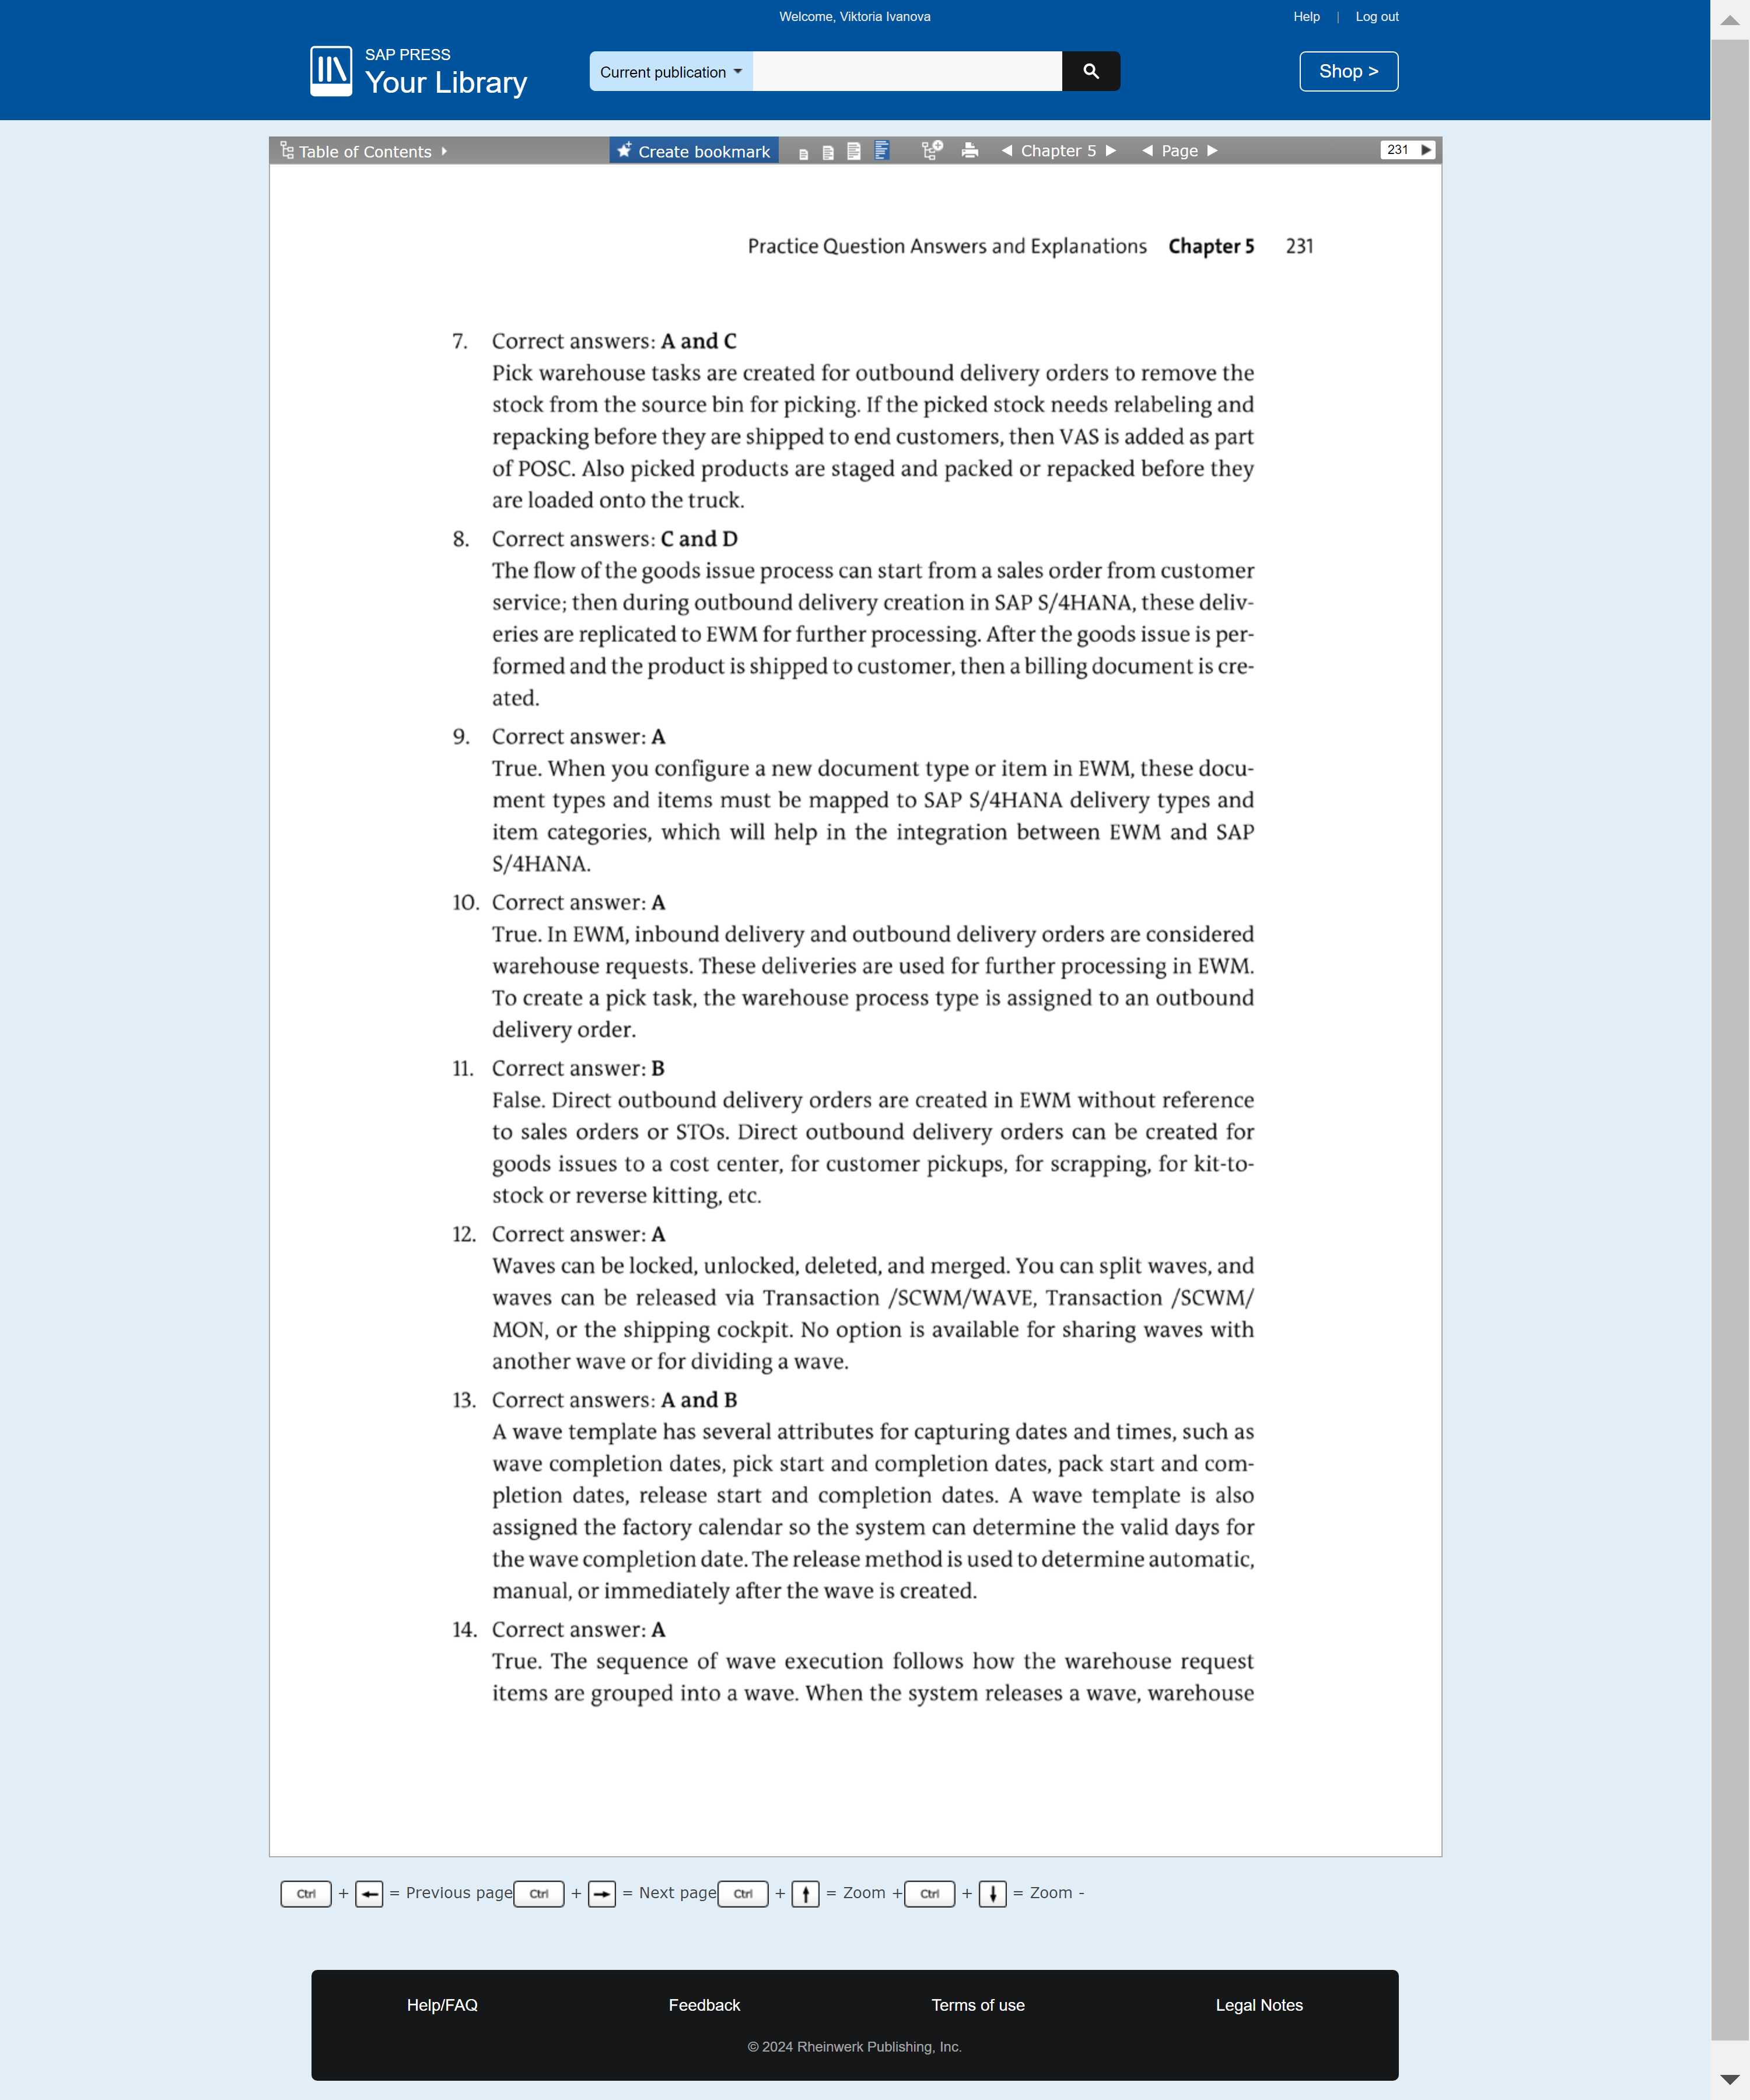 Welcome, Viktoria Ivanova
Help | Log out
SAP PRESS
Your Library
Current publication
Shop >
Table of Contents
Create bookmark
Chapter 5
Page
231
Practice Question Answers and Explanations Chapter 5 231
7. Correct answers: A and C
Pick warehouse tasks are created for outbound delivery orders to remove the
stock from the source bin for picking. If the picked stock needs relabeling and
repacking before they are shipped to end customers, then VAS is added as part
of POSC. Also picked products are staged and packed or repacked before they
are loaded onto the truck.
8. Correct answers: C and D
The flow of the goods issue process can start from a sales order from customer
service; then during outbound delivery creation in SAP S/4HANA, these deliv-
eries are replicated to EWM for further processing. After the goods issue is per-
formed and the product is shipped to customer, then a billing document is cre-
ated.
9. Correct answer: A
True. When you configure a new document type or item in EWM, these docu-
ment types and items must be mapped to SAP S/4HANA delivery types and
item categories, which will help in the integration between EWM and SAP
S/4HANA.
10. Correct answer: A
True. In EWM, inbound delivery and outbound delivery orders are considered
warehouse requests. These deliveries are used for further processing in EWM.
To create a pick task, the warehouse process type is assigned to an outbound
delivery order.
11. Correct answer: B
False. Direct outbound delivery orders are created in EWM without reference
to sales orders or STOs. Direct outbound delivery orders can be created for
goods issues to a cost center, for customer pickups, for scrapping, for kit-to-
stock or reverse kitting, etc.
12. Correct answer: A
Waves can be locked, unlocked, deleted, and merged. You can split waves, and
waves can be released via Transaction /SCWM/WAVE, Transaction /SCWM/
MON, or the shipping cockpit. No option is available for sharing waves with
another wave or for dividing a wave.
13. Correct answers: A and B
A wave template has several attributes for capturing dates and times, such as
wave completion dates, pick start and completion dates, pack start and com-
pletion dates, release start and completion dates. A wave template is also
assigned the factory calendar so the system can determine the valid days for
the wave completion date. The release method is used to determine automatic,
manual, or immediately after the wave is created.
14. Correct answer: A
True. The sequence of wave execution follows how the warehouse request
items are grouped into a wave. When the system releases a wave, warehouse
Ctrl + ← = Previous page Ctrl + → = Next page Ctrl + ↑ = Zoom + Ctrl + ↓ = Zoom -
Help/FAQ
Feedback
Terms of use
Legal Notes
© 2024 Rheinwerk Publishing, Inc.